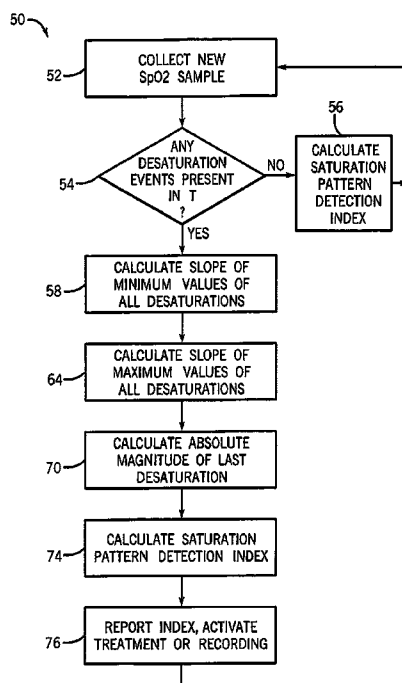 50
52
COLLECT NEW
SpO2 SAMPLE
54
ANY
DESATURATION
EVENTS PRESENT
IN T
?
NO
YES
56
CALCULATE
SATURATION
PATTERN
DETECTION
INDEX
58
CALCULATE SLOPE OF
MINIMUM VALUES OF
ALL DESATURATIONS
64
CALCULATE SLOPE OF
MAXIMUM VALUES OF
ALL DESATURATIONS
70
CALCULATE ABSOLUTE
MAGNITUDE OF LAST
DESATURATION
74
CALCULATE SATURATION
PATTERN DETECTION INDEX
76
REPORT INDEX, ACTIVATE
TREATMENT OR RECORDING